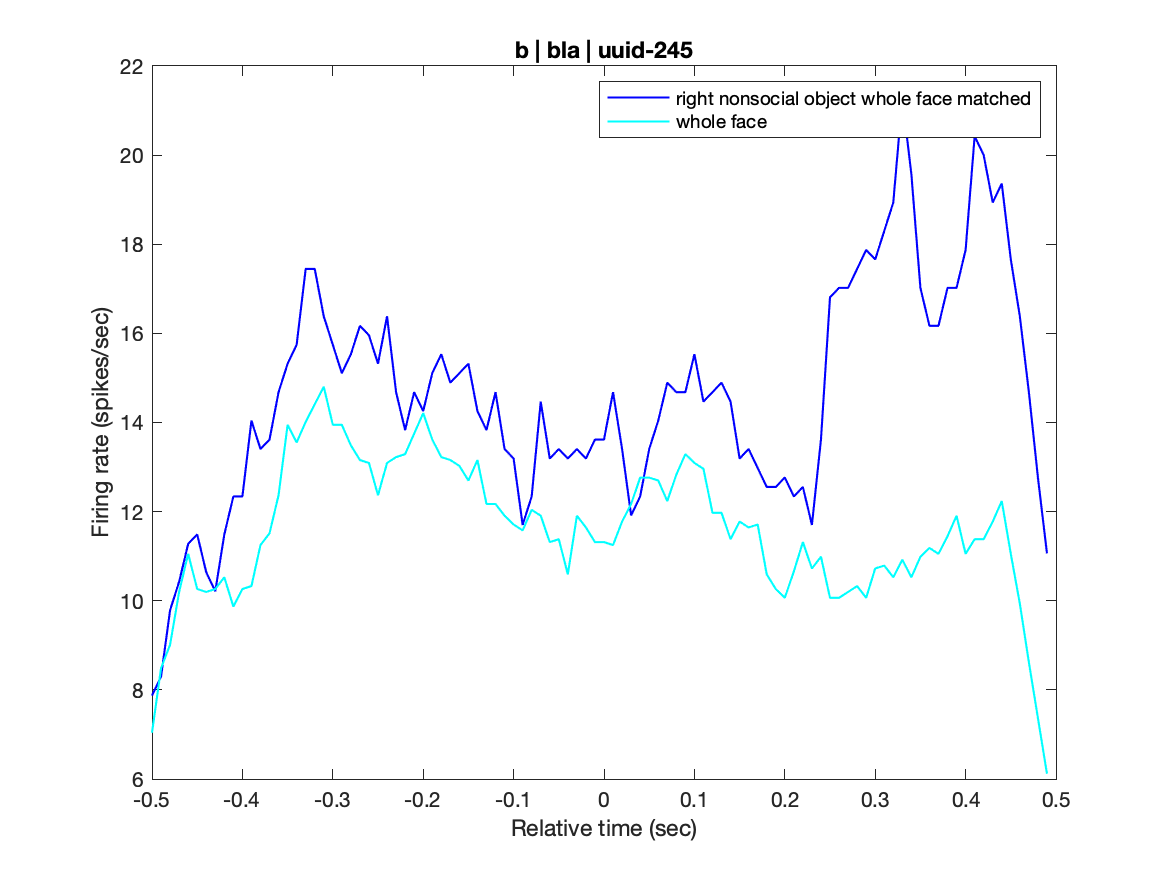 b | bla | uuid-245
22
20
18
16
14
12
10
8
6
Firing rate (spikes/sec)
right nonsocial object whole face matched
whole face
-0.5 -0.4 -0.3 -0.2 -0.1 0 0.1 0.2 0.3 0.4 0.5
Relative time (sec)